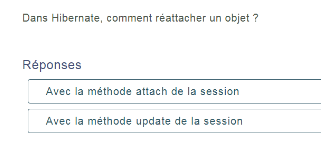 Dans Hibernate, comment réattacher un objet ?
Réponses
Avec la méthode attach de la session
Avec la méthode update de la session